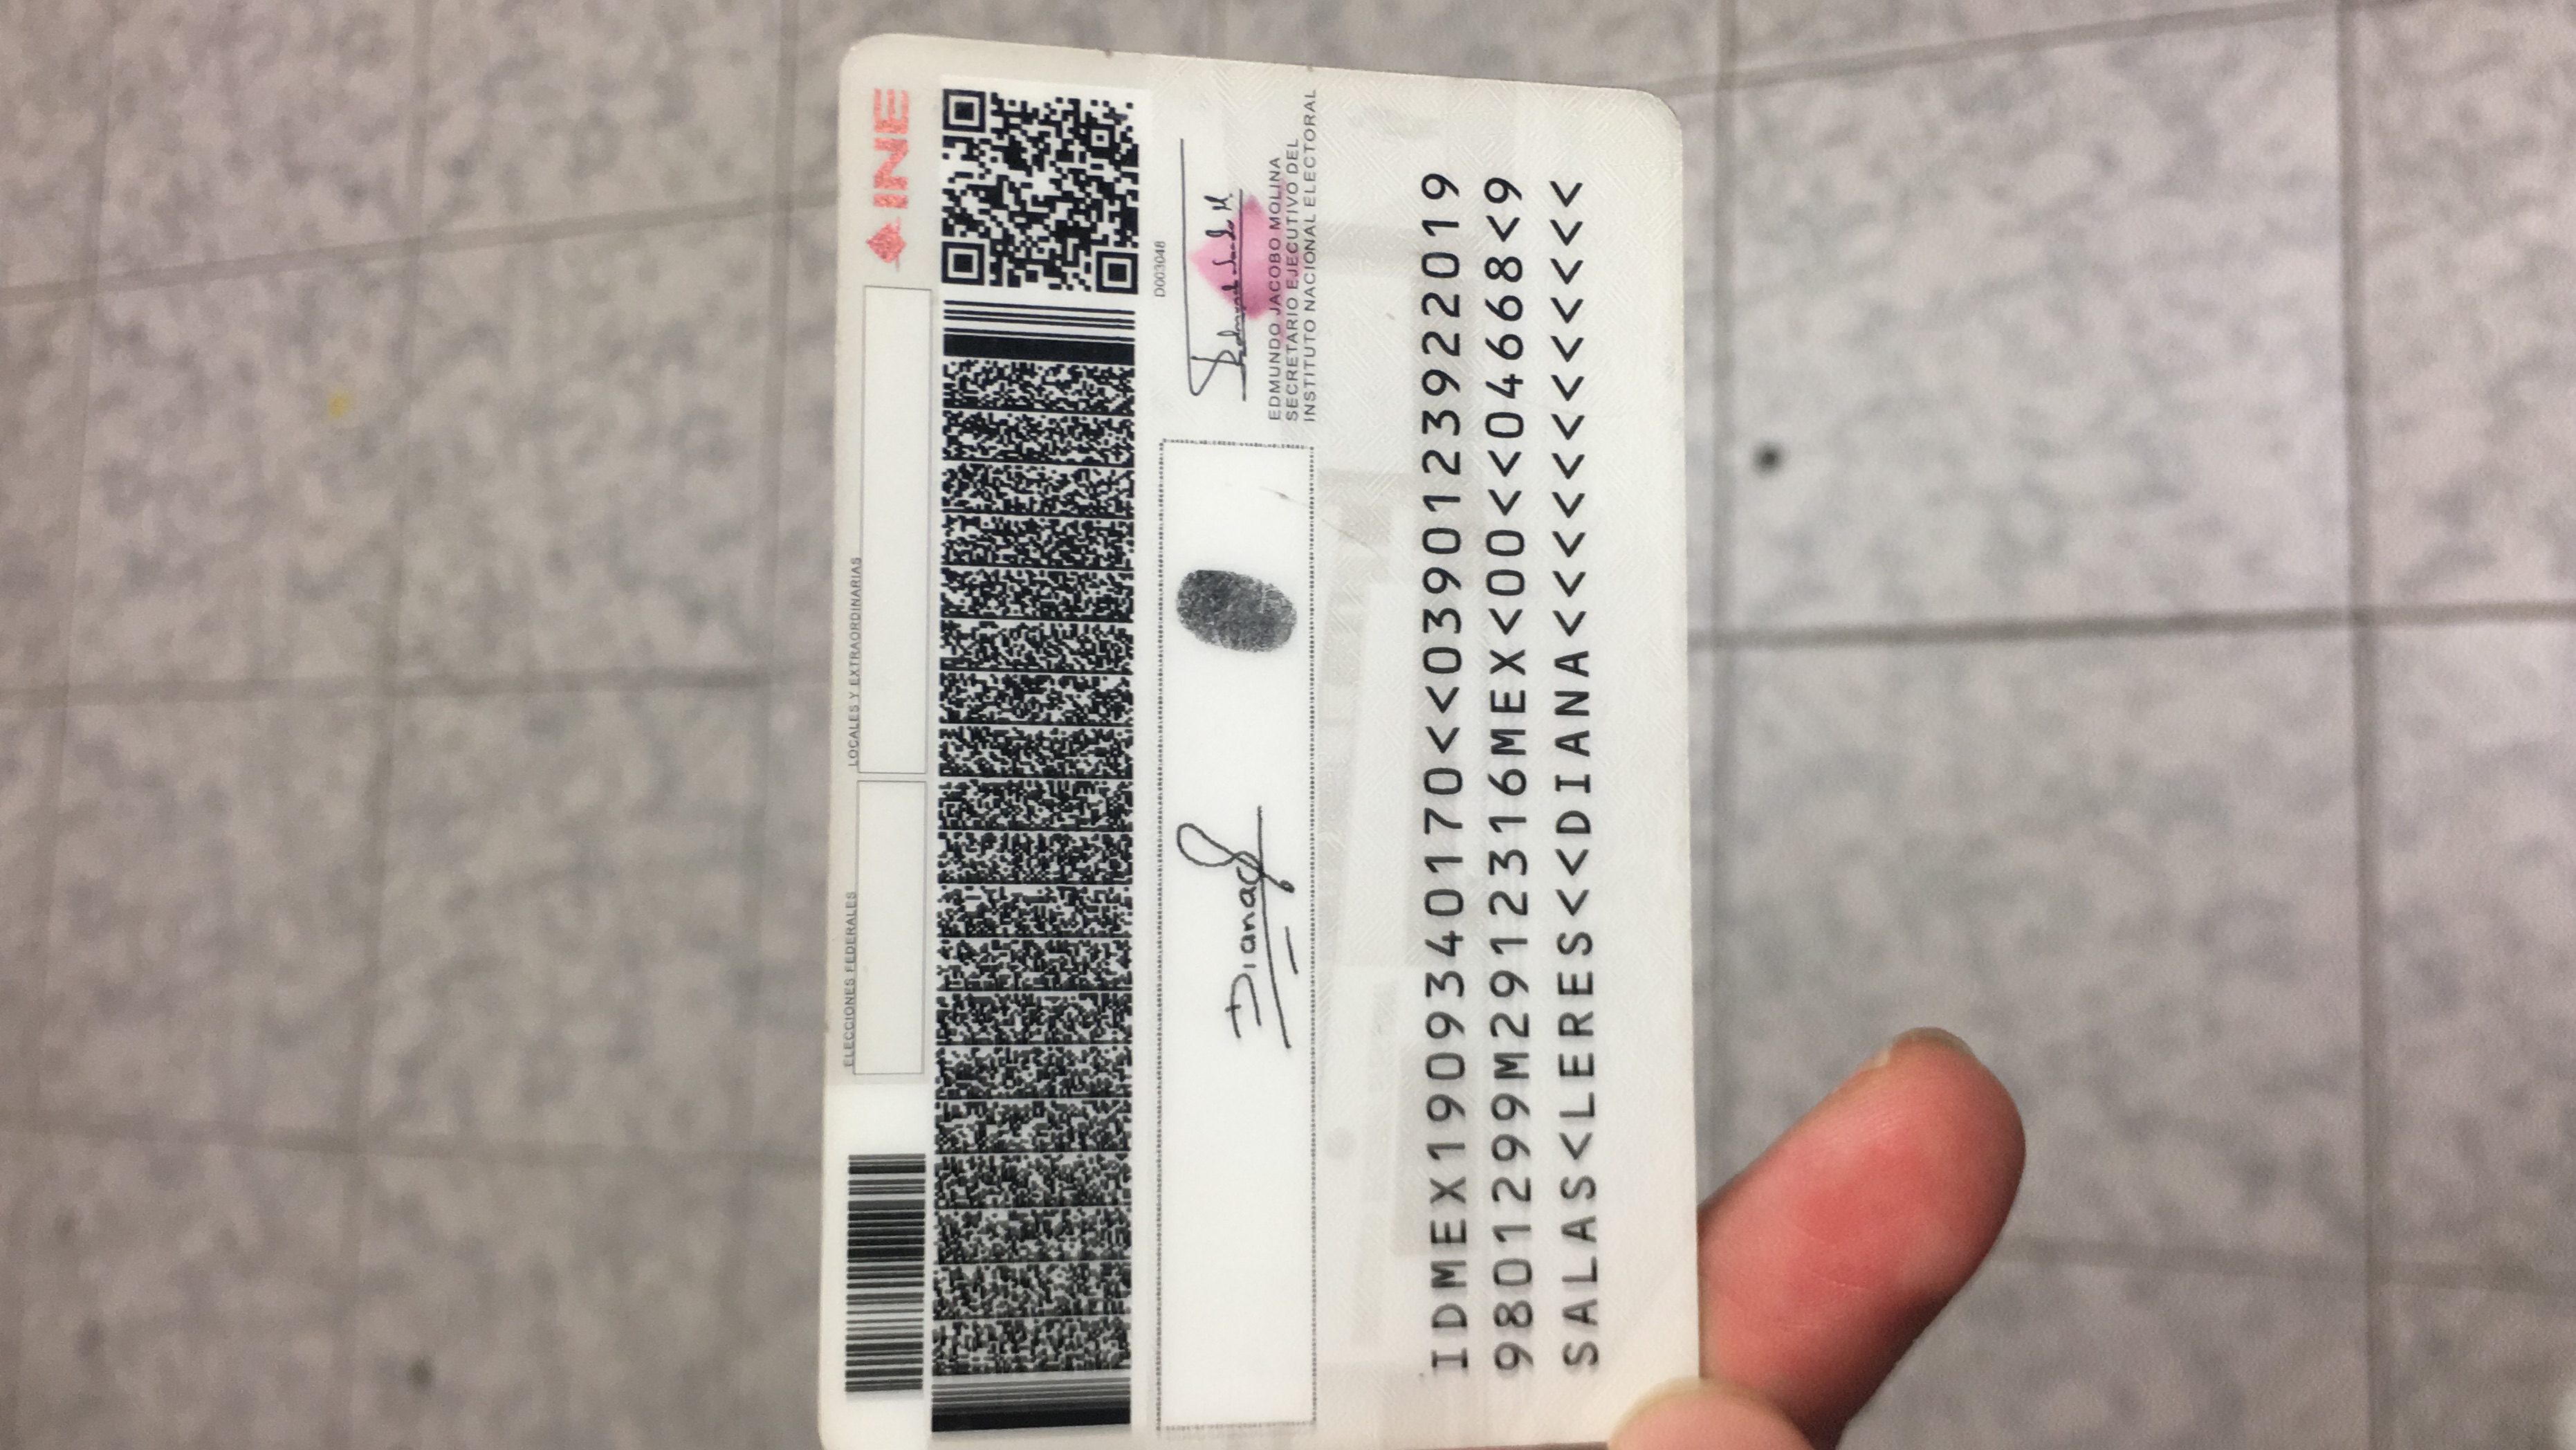 ELECCIONES FEDERALES
LOCALES Y EXTRAORDINARIAS
INE
D003048
EDMUNDO JACOBO MOLINA
SECRETARIO EJECUTIVO DEL
INSTITUTO NACIONAL ELECTORAL
Diana
IDMEX1909340170<<0390123922019
9801299M2912316MEX<00<<04668<9
SALAS<LERES<<DIANA<<<<<<<<<<<<